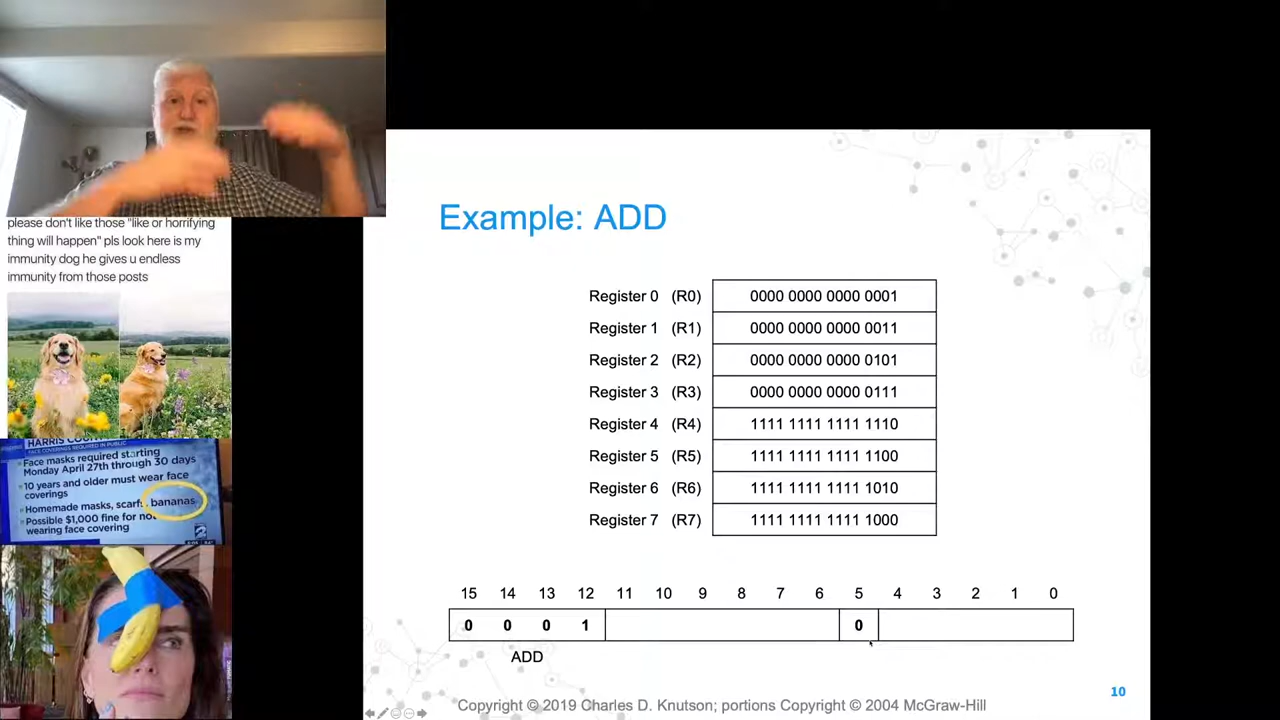 please don't like those "like or horrifying
thing will happen" pls look here is my
immunity dog he gives u endless
immunity from those posts
HARRIS
FACE COVERINGS REQUIRED IN PUBLIC
Face masks required starting
Monday April 27th through 30 days
10 years and older must wear face
coverings
Homemade masks, scarfs, bananas
Possible $1,000 fine for not
wearing face covering
Example: ADD
Register 0 (R0) 0000 0000 0000 0001
Register 1 (R1) 0000 0000 0000 0011
Register 2 (R2) 0000 0000 0000 0101
Register 3 (R3) 0000 0000 0000 0111
Register 4 (R4) 1111 1111 1111 1110
Register 5 (R5) 1111 1111 1111 1100
Register 6 (R6) 1111 1111 1111 1010
Register 7 (R7) 1111 1111 1111 1000
15 14 13 12 11 10 9 8 7 6 5 4 3 2 1 0
0 0 0 1 0
ADD
10
Copyright © 2019 Charles D. Knutson; portions Copyright © 2004 McGraw-Hill